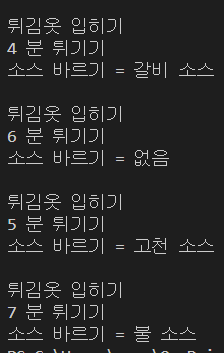 튀김옷 입히기
4 분 튀기기
소스 바르기 = 갈비 소스
튀김옷 입히기
6 분 튀기기
소스 바르기 = 없음
튀김옷 입히기
5 분 튀기기
소스 바르기 = 고천 소스
튀김옷 입히기
7 분 튀기기
소스 바르기 = 불 소스